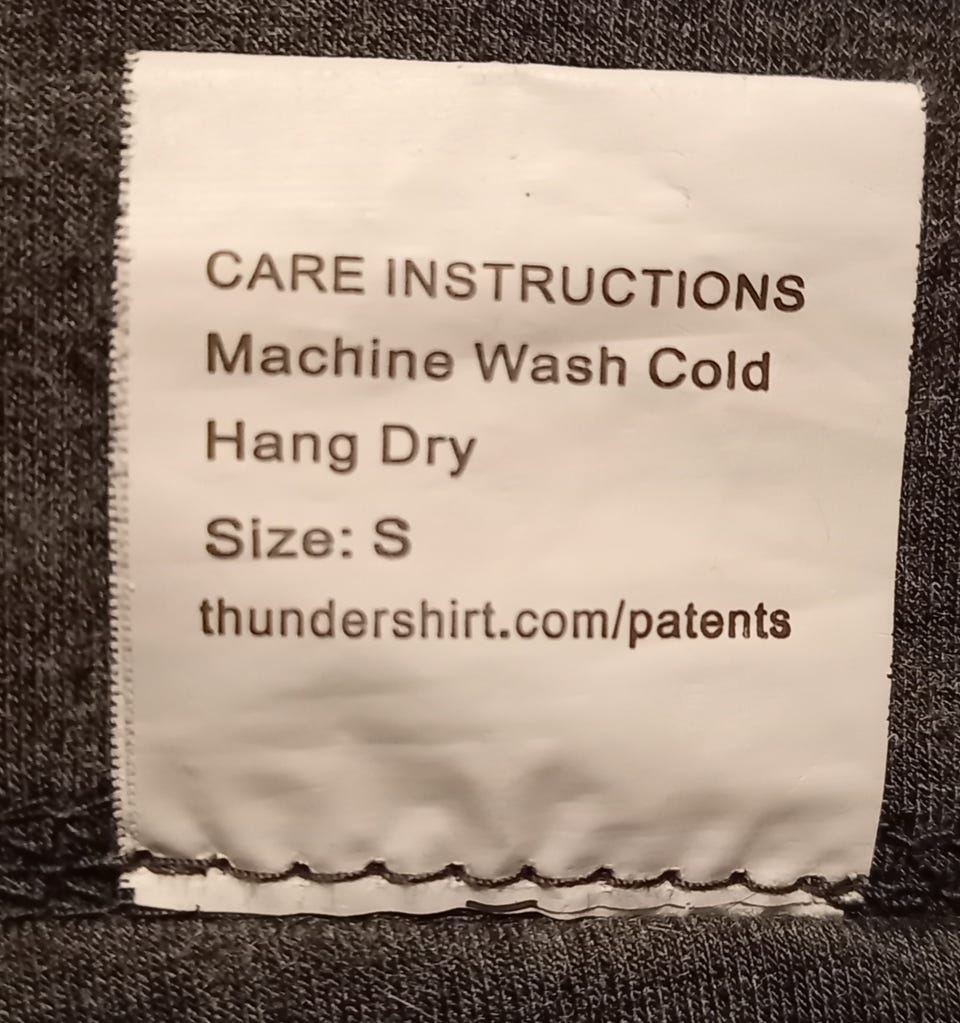 CARE INSTRUCTIONS
Machine Wash Cold
Hang Dry
Size: S
thundershirt.com/patents